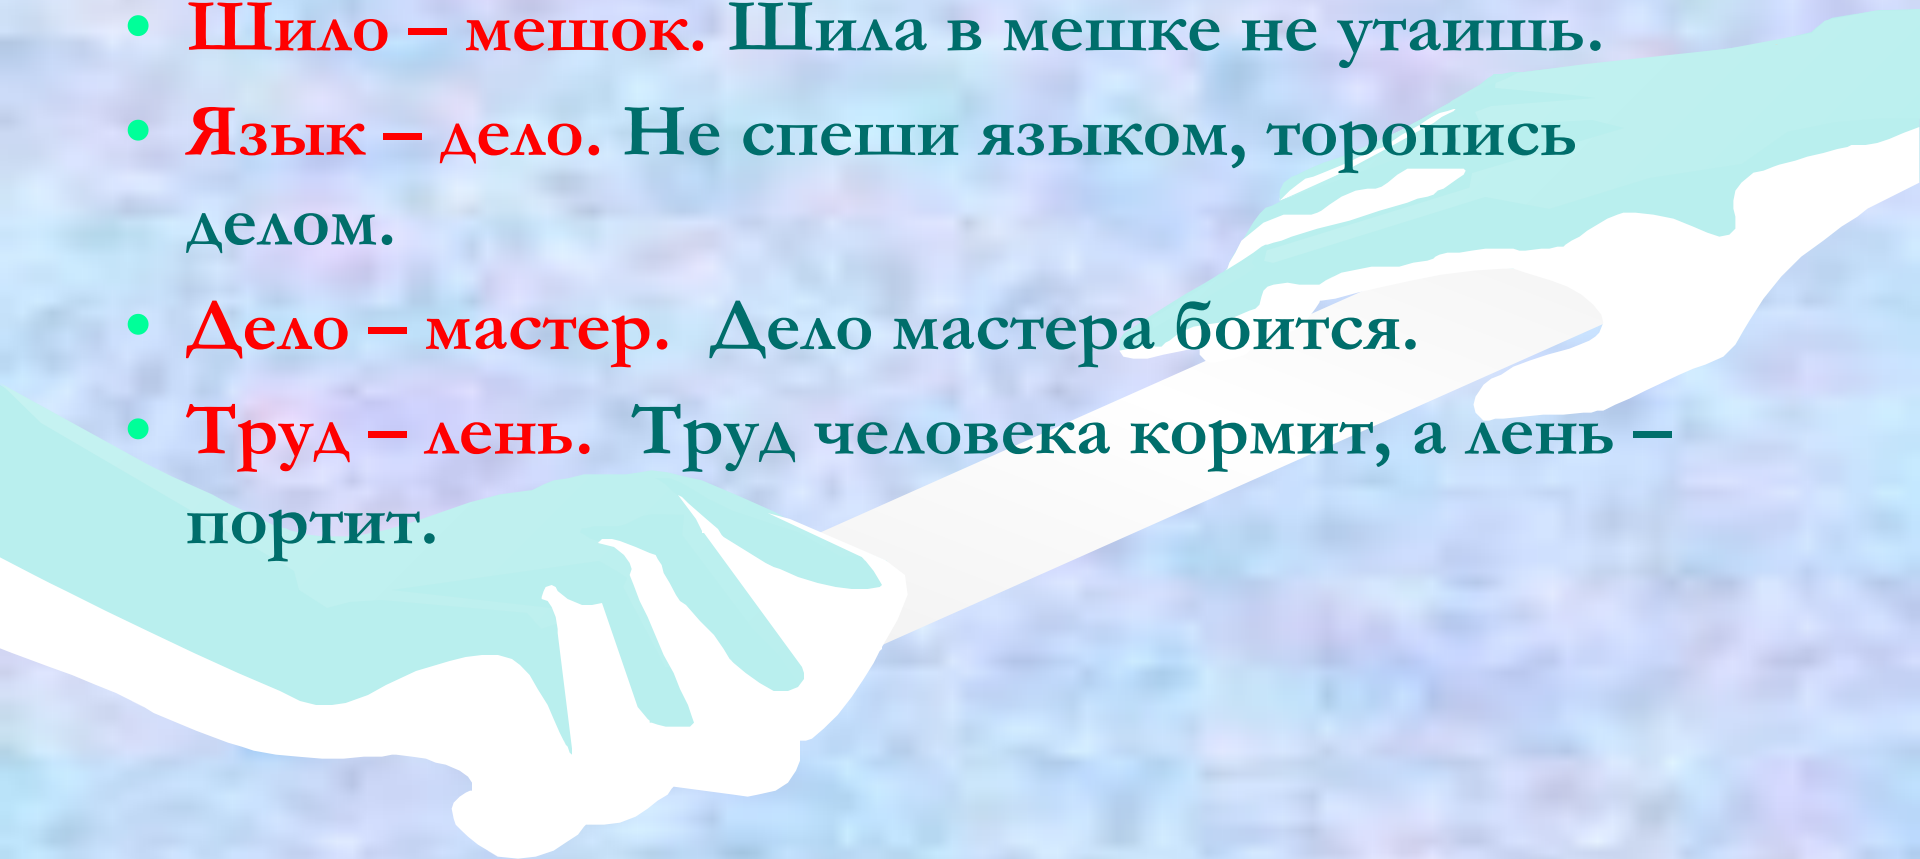 • Шило – мешок. Шила в мешке не утаишь.
• Язык – дело. Не спеши языком, торопись
делом.
• Дело – мастер. Дело мастера боится.
• Труд – лень. Труд человека кормит, а лень –
портит.